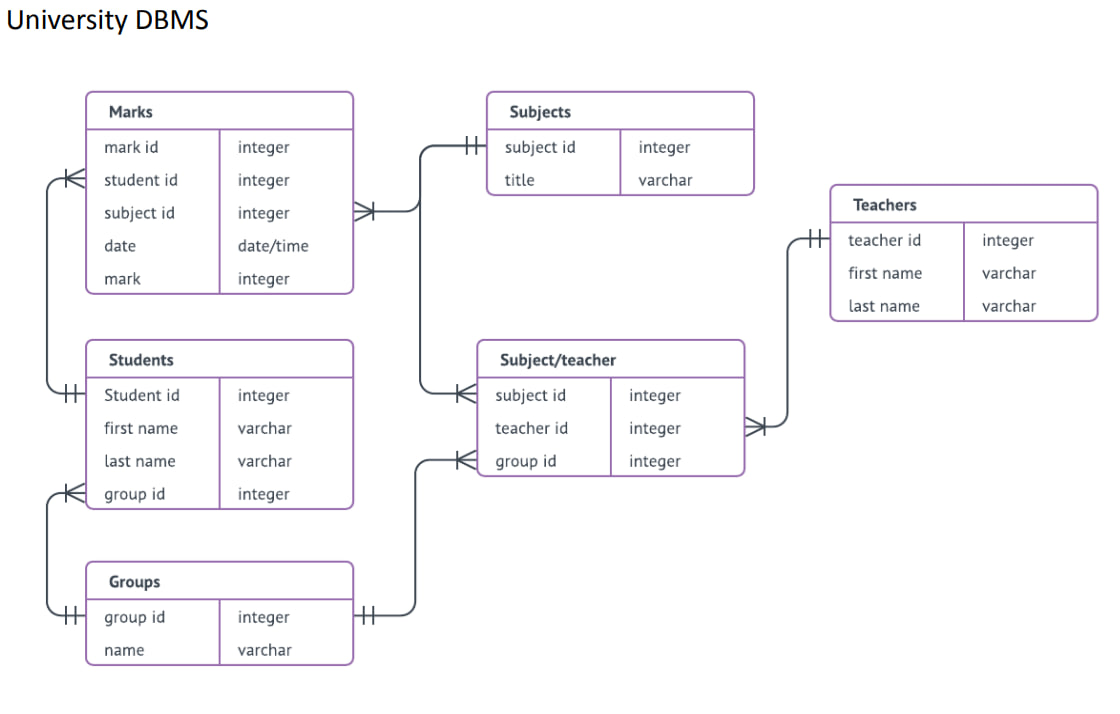 University DBMS
Marks
mark id integer
student id integer
subject id integer
date date/time
mark integer
Subjects
subject id integer
title varchar
Teachers
teacher id integer
first name varchar
last name varchar
Students
Student id integer
first name varchar
last name varchar
group id integer
Subject/teacher
subject id integer
teacher id integer
group id integer
Groups
group id integer
name varchar